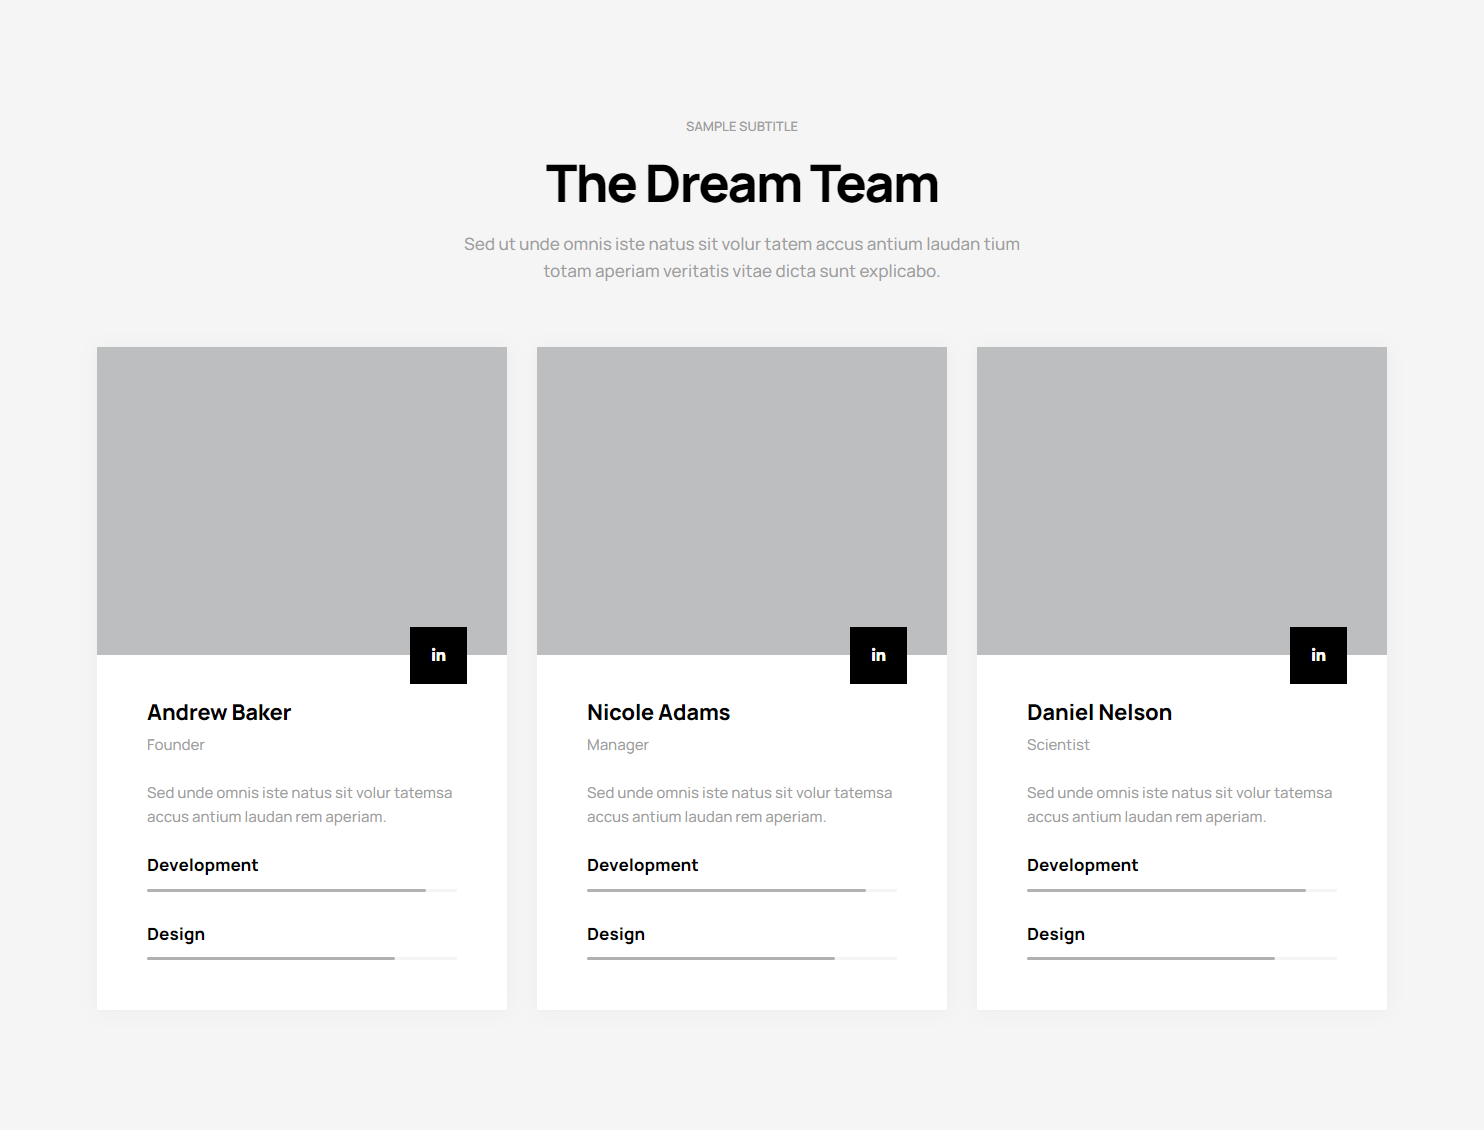 SAMPLE SUBTITLE
The Dream Team
Sed ut unde omnis iste natus sit volur tatem accus antium laudan tium
totam aperiam veritatis vitae dicta sunt explicabo.
in
Andrew Baker
Founder
Sed unde omnis iste natus sit volur tatemsa
accus antium laudan rem aperiam.
Development
Design
in
Nicole Adams
Manager
Sed unde omnis iste natus sit volur tatemsa
accus antium laudan rem aperiam.
Development
Design
in
Daniel Nelson
Scientist
Sed unde omnis iste natus sit volur tatemsa
accus antium laudan rem aperiam.
Development
Design